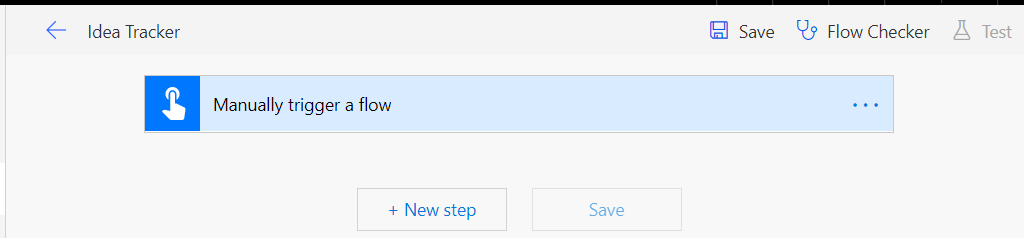 Idea Tracker Save Flow Checker Test
Manually trigger a flow
+ New step Save